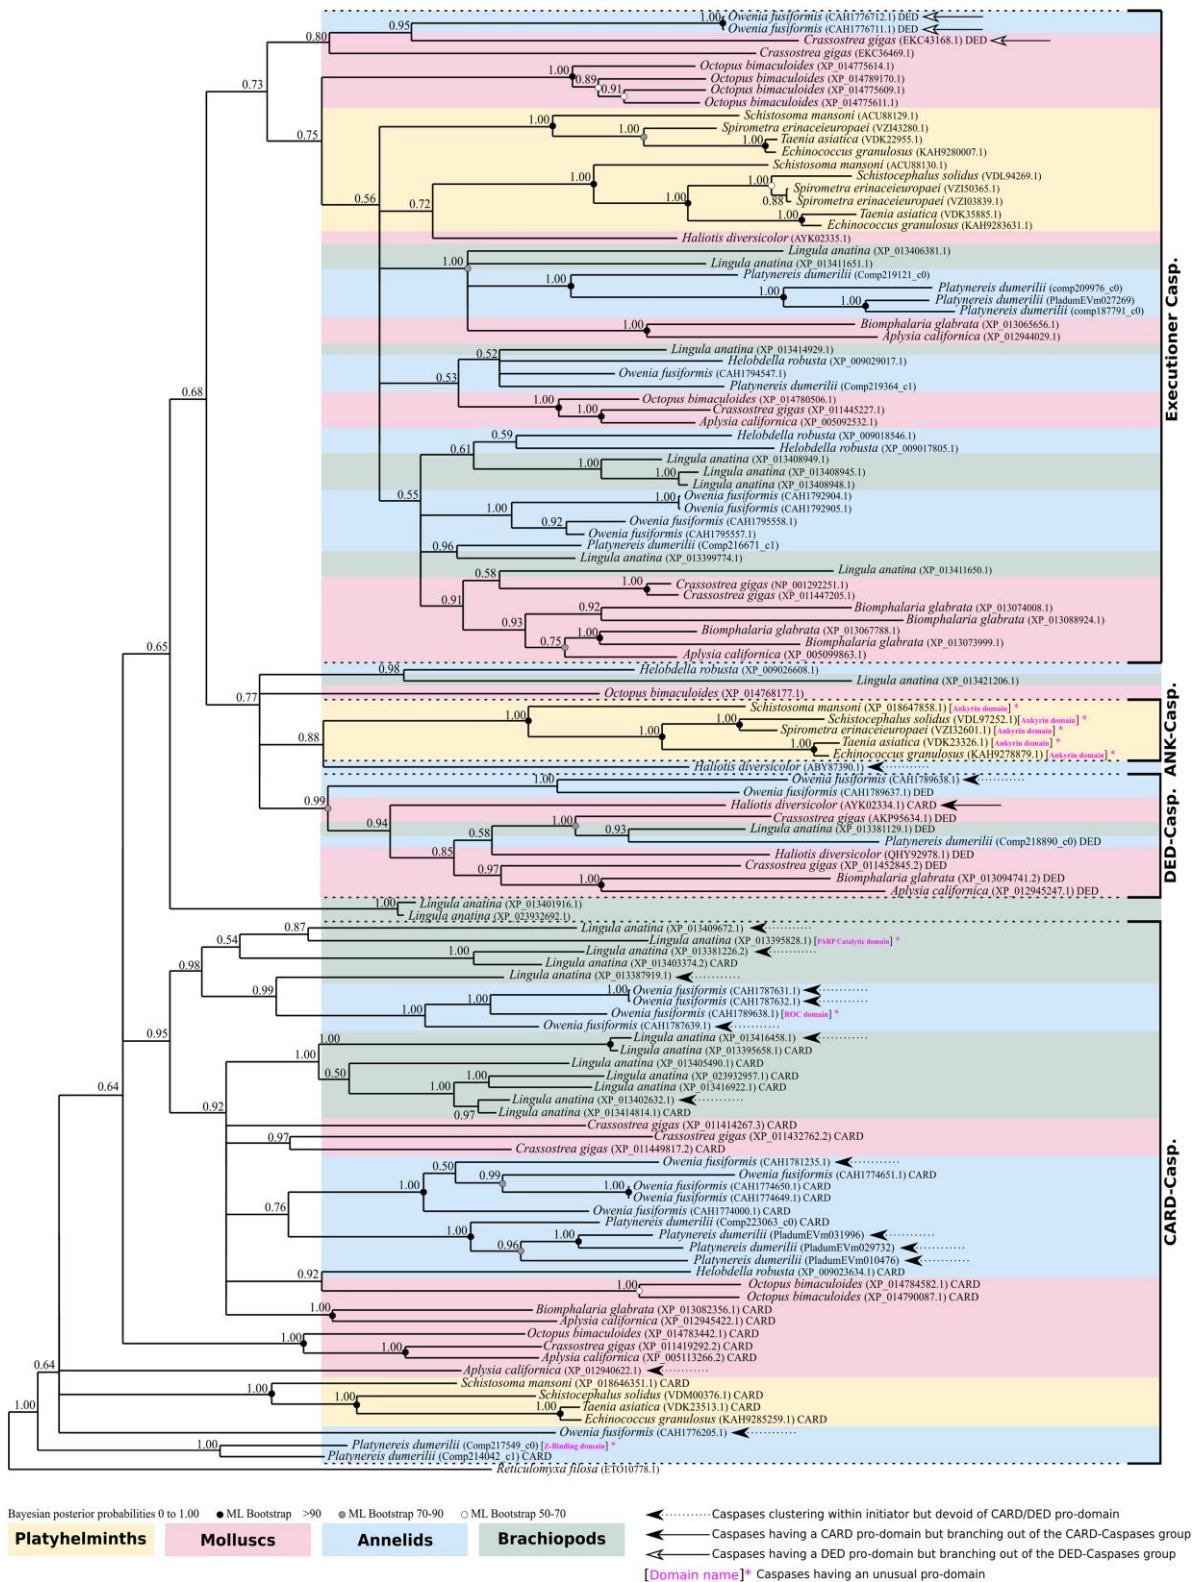 1.00 Owenia fusiformis (CAH1776712.1) DED
Owenia fusiformis (CAH1776711.1) DED
0.95
0.80 Crassostrea gigas (EKC43168.1) DED
Crassostrea gigas (EKC36469.1)
0.73
Octopus bimaculoides (XP_014775614.1)
1.00 0.89 Octopus bimaculoides (XP_014789170.1)
0.91 Octopus bimaculoides (XP_014775609.1)
Octopus bimaculoides (XP_014775611.1)
0.75
Schistosoma mansoni (ACU88129.1)
1.00 1.00 Spirometra erinaceieuropaei (VZI43280.1)
1.00 Taenia asiatica (VDK22955.1)
Echinococcus granulosus (KAH9280007.1)
Schistosoma mansoni (ACU88130.1)
1.00 1.00 Schistocephalus solidus (VDL94269.1)
0.56 1.00 Spirometra erinaceieuropaei (VZI50365.1)
0.88 Spirometra erinaceieuropaei (VZI03839.1)
0.72 1.00 Taenia asiatica (VDK35885.1)
Echinococcus granulosus (KAH9283631.1)
Haliotis diversicolor (AYK02335.1)
Lingula anatina (XP_013406381.1)
1.00 Lingula anatina (XP_013411651.1)
1.00 Platynereis dumerilii (Comp219121_c0)
1.00 Platynereis dumerilii (comp209976_c0)
1.00 Platynereis dumerilii (PladumEVm027269)
Platynereis dumerilii (comp187791_c0)
1.00 Biomphalaria glabrata (XP_013065656.1)
Aplysia californica (XP_012944029.1)
0.52 Lingula anatina (XP_013414929.1)
Helobdella robusta (XP_009029017.1)
0.53 Owenia fusiformis (CAH1794547.1)
Platynereis dumerilii (Comp219364_c1)
0.68
1.00 Octopus bimaculoides (XP_014780506.1)
1.00 Crassostrea gigas (XP_011445227.1)
Aplysia californica (XP_005092532.1)
0.59 Helobdella robusta (XP_009018546.1)
0.61 Helobdella robusta (XP_009017805.1)
1.00 Lingula anatina (XP_013408949.1)
1.00 Lingula anatina (XP_013408945.1)
Lingula anatina (XP_013408948.1)
0.55
1.00 Owenia fusiformis (CAH1792904.1)
1.00 Owenia fusiformis (CAH1792905.1)
0.92 Owenia fusiformis (CAH1795558.1)
Owenia fusiformis (CAH1795557.1)
0.96 Platynereis dumerilii (Comp216671_c1)
Lingula anatina (XP_013399774.1)
0.58 Lingula anatina (XP_013411650.1)
1.00 Crassostrea gigas (NP_001292251.1)
0.91 Crassostrea gigas (XP_011447205.1)
0.92 Biomphalaria glabrata (XP_013074008.1)
0.93 Biomphalaria glabrata (XP_013088924.1)
1.00 Biomphalaria glabrata (XP_013067788.1)
0.75 Biomphalaria glabrata (XP_013073999.1)
Aplysia californica (XP_005099863.1)
Executioner Casp.
0.65
0.98 Helobdella robusta (XP_009026608.1)
Lingula anatina (XP_013421206.1)
0.77 Octopus bimaculoides (XP_014768177.1)
Schistosoma mansoni (XP_018647858.1) [Ankyrin domain] *
1.00 1.00 Schistocephalus solidus (VDL97252.1)[Ankyrin domain] *
1.00 Spirometra erinaceieuropaei (VZI32601.1) [Ankyrin domain] *
0.88 1.00 Taenia asiatica (VDK23326.1) [Ankyrin domain] *
Echinococcus granulosus (KAH9278879.1) [Ankyrin domain] *
Haliotis diversicolor (ABY87390.1)
ANK-Casp.
1.00 Owenia fusiformis (CAH1789638.1)
Owenia fusiformis (CAH1789637.1) DED
0.99 Haliotis diversicolor (AYK02334.1) CARD
0.94 1.00 Crassostrea gigas (AKP95634.1) DED
0.58 0.93 Lingula anatina (XP_013381129.1) DED
Platynereis dumerilii (Comp218890_c0) DED
0.85 Haliotis diversicolor (QHY92978.1) DED
0.97 Crassostrea gigas (XP_011452845.2) DED
1.00 Biomphalaria glabrata (XP_013094741.2) DED
Aplysia californica (XP_012945247.1) DED
DED-Casp.
1.00 Lingula anatina (XP_013401916.1)
Lingula anatina (XP_023932692.1)
0.87 Lingula anatina (XP_013409672.1)
0.54 Lingula anatina (XP_013395828.1) [PARP Catalytic domain] *
1.00 Lingula anatina (XP_013381226.2)
Lingula anatina (XP_013403374.2) CARD
0.98
0.99 Lingula anatina (XP_013387919.1)
1.00 Owenia fusiformis (CAH1787631.1)
1.00 Owenia fusiformis (CAH1787632.1)
1.00 Owenia fusiformis (CAH1789638.1) [ROC domain] *
Owenia fusiformis (CAH1787639.1)
0.95
1.00 1.00 Lingula anatina (XP_013416458.1)
Lingula anatina (XP_013395658.1) CARD
0.50 Lingula anatina (XP_013405490.1) CARD
1.00 1.00 Lingula anatina (XP_023932957.1) CARD
Lingula anatina (XP_013416922.1) CARD
0.64
0.97 Lingula anatina (XP_013402632.1)
Lingula anatina (XP_013414814.1) CARD
0.92 Crassostrea gigas (XP_011414267.3) CARD
0.97 Crassostrea gigas (XP_011432762.2) CARD
Crassostrea gigas (XP_011449817.2) CARD
0.50 Owenia fusiformis (CAH1781235.1)
0.99 Owenia fusiformis (CAH1774651.1) CARD
1.00 1.00 Owenia fusiformis (CAH1774650.1) CARD
Owenia fusiformis (CAH1774649.1) CARD
Owenia fusiformis (CAH1774000.1) CARD
0.76
1.00 Platynereis dumerilii (Comp223063_c0) CARD
1.00 Platynereis dumerilii (PladumEVm031996)
0.96 Platynereis dumerilii (PladumEVm029732)
Platynereis dumerilii (PladumEVm010476)
0.92 Helobdella robusta (XP_009023634.1) CARD
1.00 Octopus bimaculoides (XP_014784582.1) CARD
Octopus bimaculoides (XP_014790087.1) CARD
1.00 Biomphalaria glabrata (XP_013082356.1) CARD
Aplysia californica (XP_012945422.1) CARD
1.00 Octopus bimaculoides (XP_014783442.1) CARD
1.00 Crassostrea gigas (XP_011419292.2) CARD
Aplysia californica (XP_005113266.2) CARD
0.64 Aplysia californica (XP_012940622.1)
1.00 Schistosoma mansoni (XP_018646351.1) CARD
1.00 Schistocephalus solidus (VDM00376.1) CARD
1.00 Taenia asiatica (VDK23513.1) CARD
Echinococcus granulosus (KAH9285259.1) CARD
1.00 Owenia fusiformis (CAH1776205.1)
1.00 Platynereis dumerilii (Comp217549_c0) [Z-Binding domain] *
Platynereis dumerilii (Comp214042_c1) CARD
Reticulomyxa filosa (ETO10778.1)
CARD-Casp.
Bayesian posterior probabilities 0 to 1.00 ML Bootstrap >90 ML Bootstrap 70-90 ML Bootstrap 50-70
Platyhelminths Molluscs Annelids Brachiopods
Caspases clustering within initiator but devoid of CARD/DED pro-domain
Caspases having a CARD pro-domain but branching out of the CARD-Caspases group
Caspases having a DED pro-domain but branching out of the DED-Caspases group
[Domain name]* Caspases having an unusual pro-domain